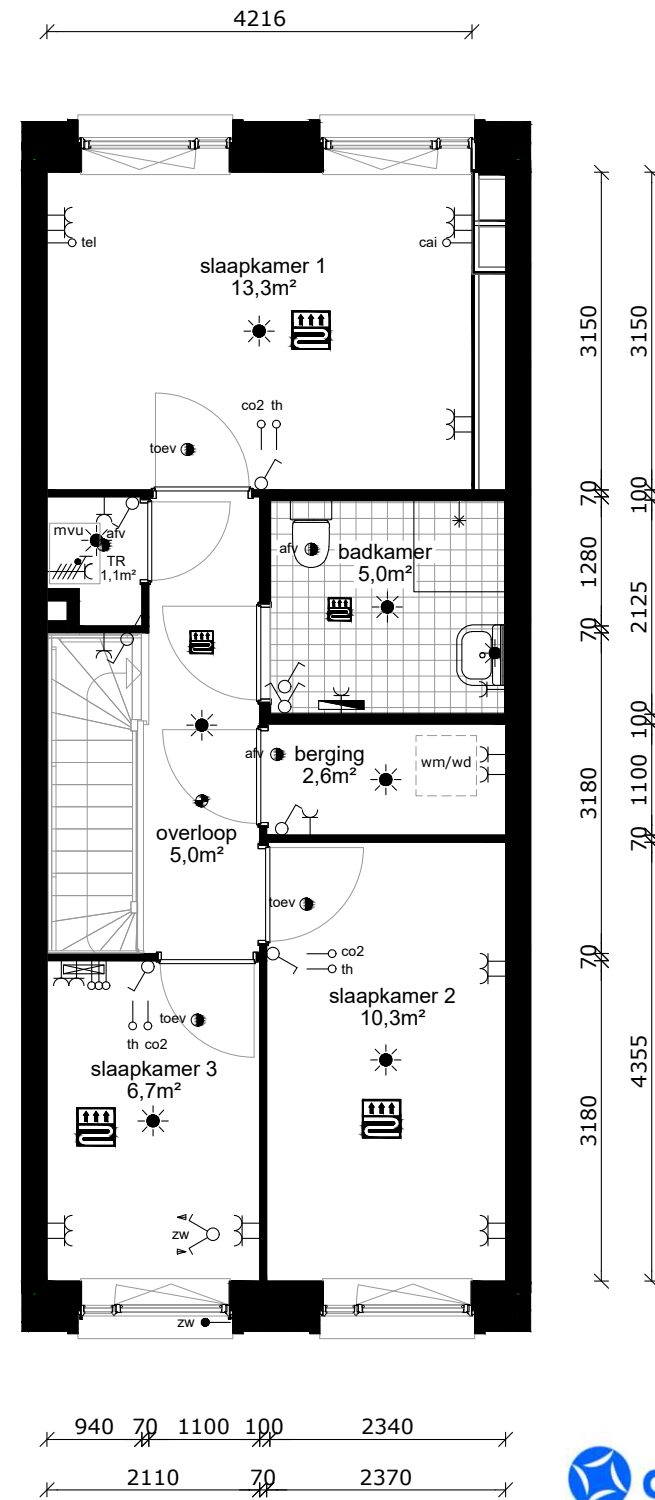 4216
tel
cai
slaapkamer 1
13,3m²
3150
3150
co2 th
toev
70
100
mvu
afv
TR
1,1m²
afv
badkamer
5,0m²
1280
2125
70
100
afv
berging
2,6m²
wm/wd
3180
1100
overloop
5,0m²
70
toev
co2
th
70
slaapkamer 2
10,3m²
toev
th co2
slaapkamer 3
6,7m²
4355
3180
zw
zw
940 70 1100 100 2340
2110 70 2370